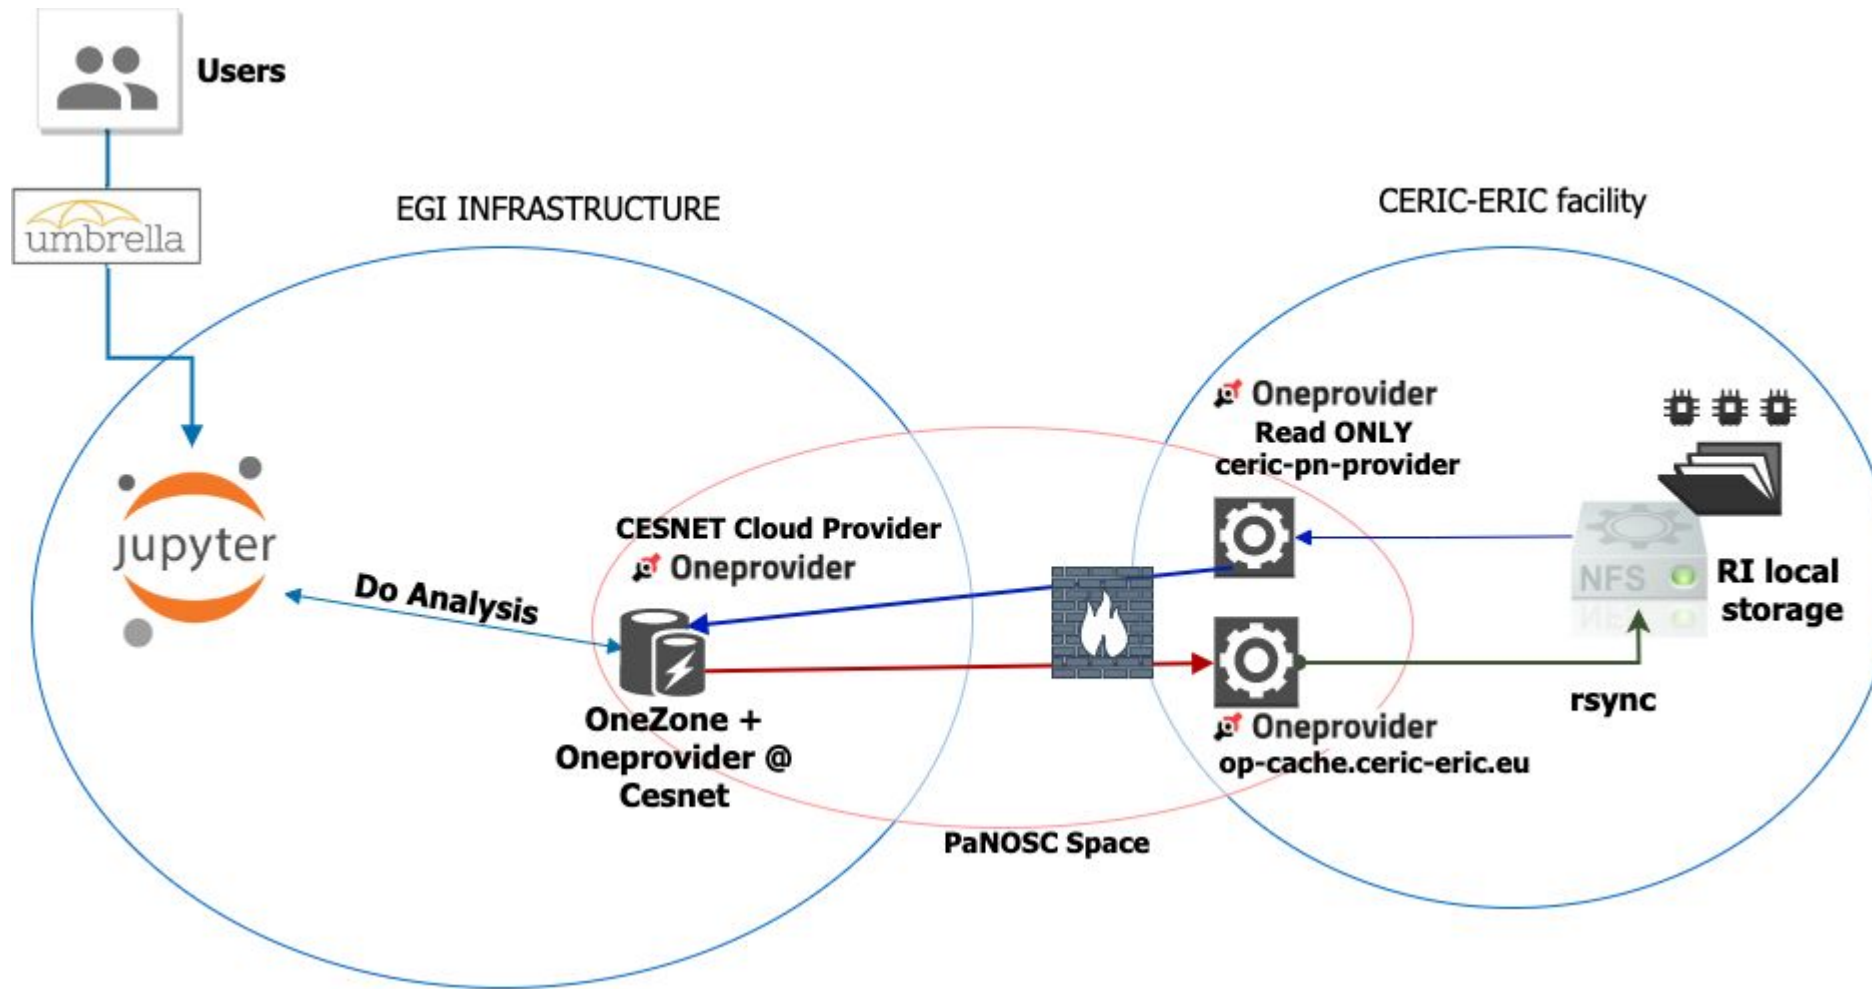 Users
umbrella
EGI INFRASTRUCTURE
CERIC-ERIC facility
Oneprovider
Read ONLY
ceric-pn-provider
jupyter
CESNET Cloud Provider
Oneprovider
Do Analysis
NFS
RI local
storage
OneZone +
Oneprovider @
Cesnet
rsync
Oneprovider
op-cache.ceric-eric.eu
PaNOSC Space